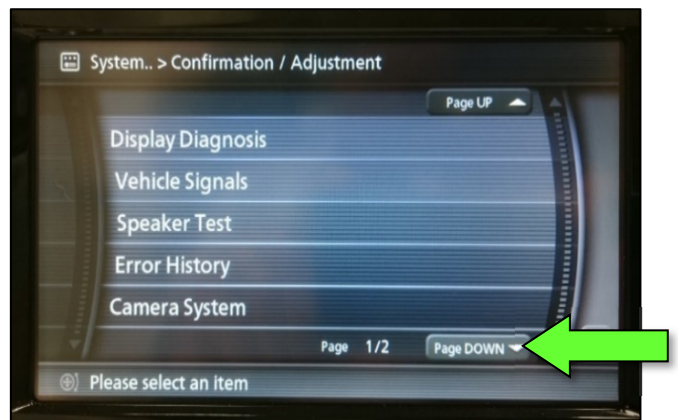 System.. > Confirmation / Adjustment
Page UP
Display Diagnosis
Vehicle Signals
Speaker Test
Error History
Camera System
Page 1/2 Page DOWN
Please select an item